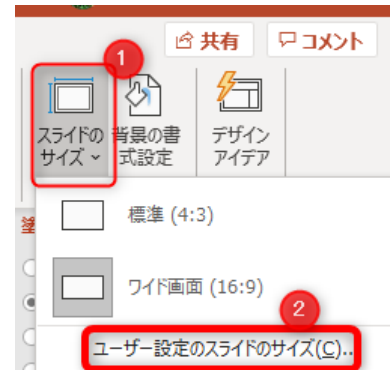 共有
コメント
1
スライドの
サイズ
背景の書
式設定
デザイン
アイデア
標準 (4:3)
ワイド画面 (16:9)
2
ユーザー設定のスライドのサイズ(C)...